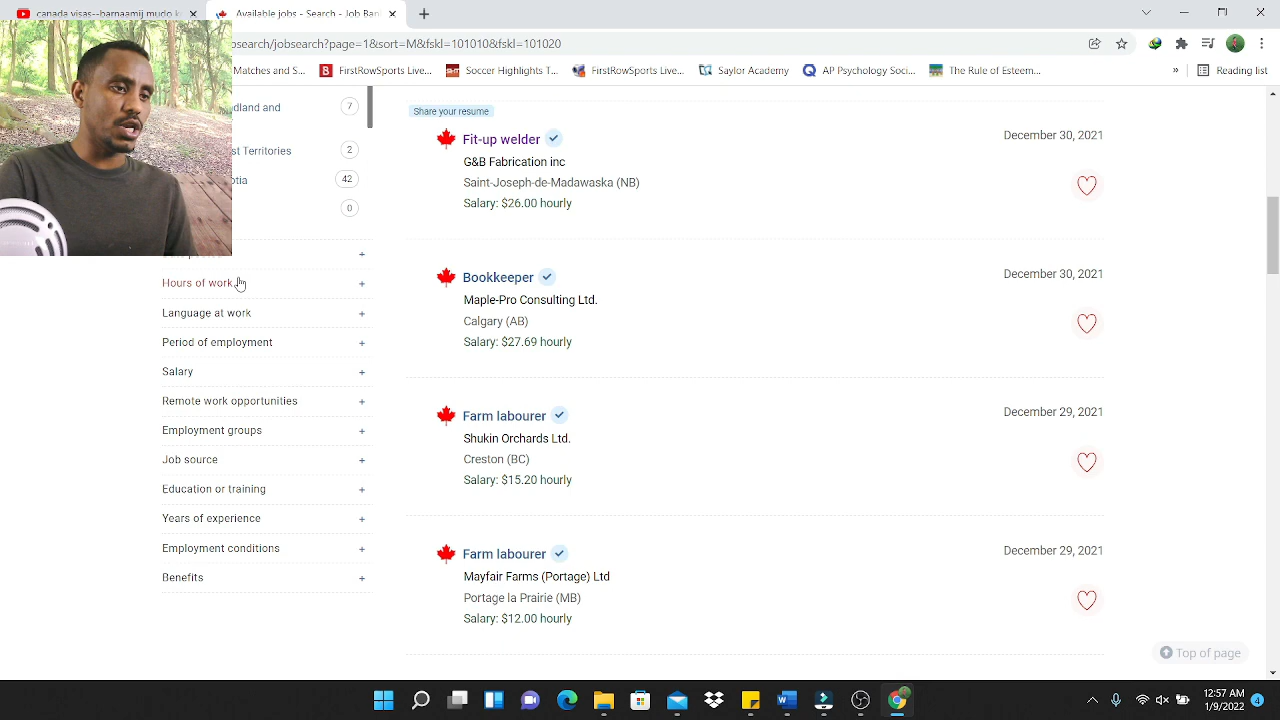 canada vasanam - YouTube
search/jobsearch?page=1&sort=M&fskl=101010&fskl=101020
Matches and S...
FirstRowSports | Li...
Soccer Highlights T...
FirstRowSports Live...
Saylor Academy
AP Psychology Soci...
The Rule of Esteem...
»
Reading list
dland and
7
st Territories
2
otia
42
0
Hours of work
+
Language at work
+
Period of employment
+
Salary
+
Remote work opportunities
+
Employment groups
+
Job source
+
Education or training
+
Years of experience
+
Employment conditions
+
Benefits
+
Share your resume
Fit-up welder
December 30, 2021
G&B Fabrication inc
Saint-Joseph-de-Madawaska (NB)
Salary: $26.00 hourly
Bookkeeper
December 30, 2021
Maple-Pro Consulting Ltd.
Calgary (AB)
Salary: $27.69 hourly
Farm labourer
December 29, 2021
Shukin Orchards Ltd.
Creston (BC)
Salary: $15.20 hourly
Farm labourer
December 29, 2021
Mayfair Farms (Portage) Ltd
Portage la Prairie (MB)
Salary: $12.00 hourly
Top of page
12:57 AM
1/9/2022
4